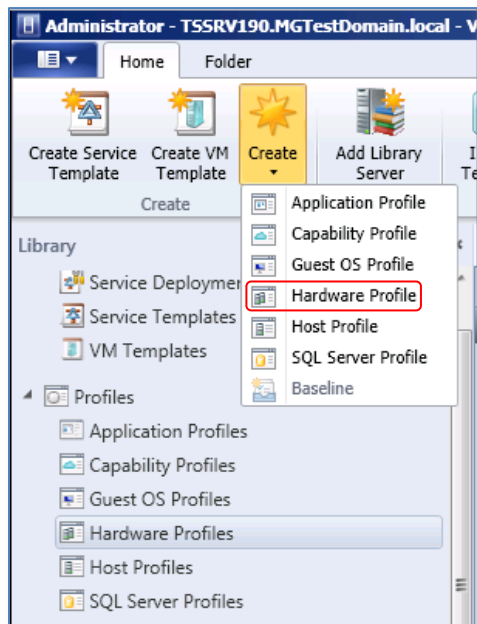 Administrator - TSSRV190.MGTestDomain.local - V
Home Folder
Create Service Template
Create VM Template
Create
Add Library Server
I
Te
Create
Application Profile
Capability Profile
Guest OS Profile
Hardware Profile
Host Profile
SQL Server Profile
Baseline
Library
Service Deploymen
Service Templates
VM Templates
Profiles
Application Profiles
Capability Profiles
Guest OS Profiles
Hardware Profiles
Host Profiles
SQL Server Profiles